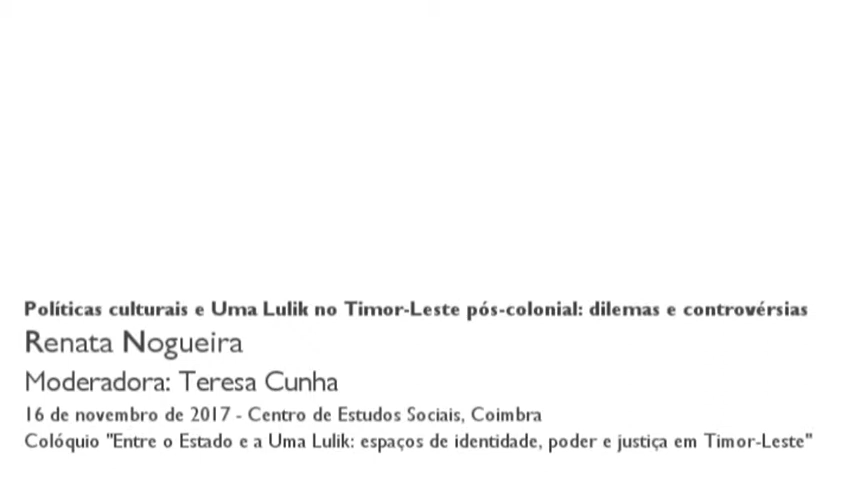 Políticas culturais e Uma Lulik no Timor-Leste pós-colonial: dilemas e controvérsias
Renata Nogueira
Moderadora: Teresa Cunha
16 de novembro de 2017 - Centro de Estudos Sociais, Coimbra
Colóquio "Entre o Estado e a Uma Lulik: espaços de identidade, poder e justiça em Timor-Leste"